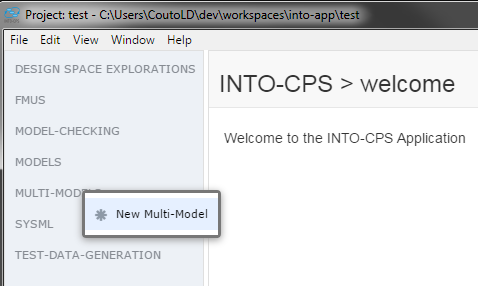 Project: test - C:\Users\CoutoLD\dev\workspaces\into-app\test
File Edit View Window Help
DESIGN SPACE EXPLORATIONS
FMUS
MODEL-CHECKING
MODELS
MULTI-MODELS
New Multi-Model
SYSML
TEST-DATA-GENERATION
INTO-CPS > welcome
Welcome to the INTO-CPS Application